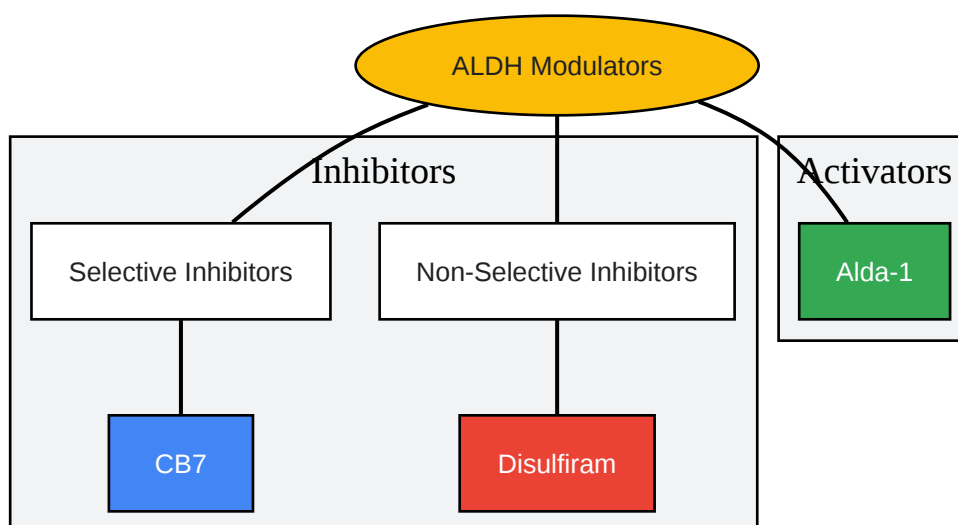 ALDH Modulators
Inhibitors
Activators
Selective Inhibitors
Non-Selective Inhibitors
Alda-1
CB7
Disulfiram